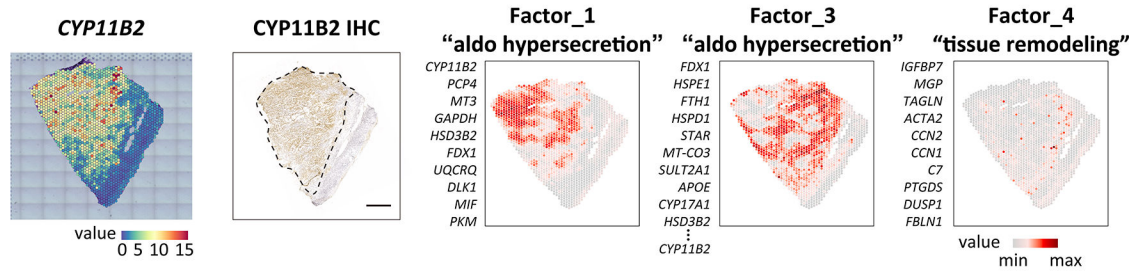 CYP11B2
value
0 5 10 15
CYP11B2 IHC
Factor_1
“aldo hypersecretion”
CYP11B2
PCP4
MT3
GAPDH
HSD3B2
FDX1
UQCRQ
DLK1
MIF
PKM
Factor_3
“aldo hypersecretion”
FDX1
HSPE1
FTH1
HSPD1
STAR
MT-CO3
SULT2A1
APOE
CYP17A1
HSD3B2
CYP11B2
Factor_4
“tissue remodeling”
IGFBP7
MGP
TAGLN
ACTA2
CCN2
CCN1
C7
PTGDS
DUSP1
FBLN1
value
min max